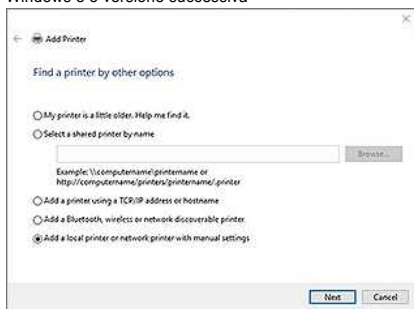 Windows 8 o versione successiva
Add Printer
Find a printer by other options
My printer is a little older. Help me find it.
Select a shared printer by name
Browse...
Example: \\computername\printername or
http://computername/printers/printername/.printer
Add a printer using a TCP/IP address or hostname
Add a Bluetooth, wireless or network discoverable printer
Add a local printer or network printer with manual settings
Next
Cancel